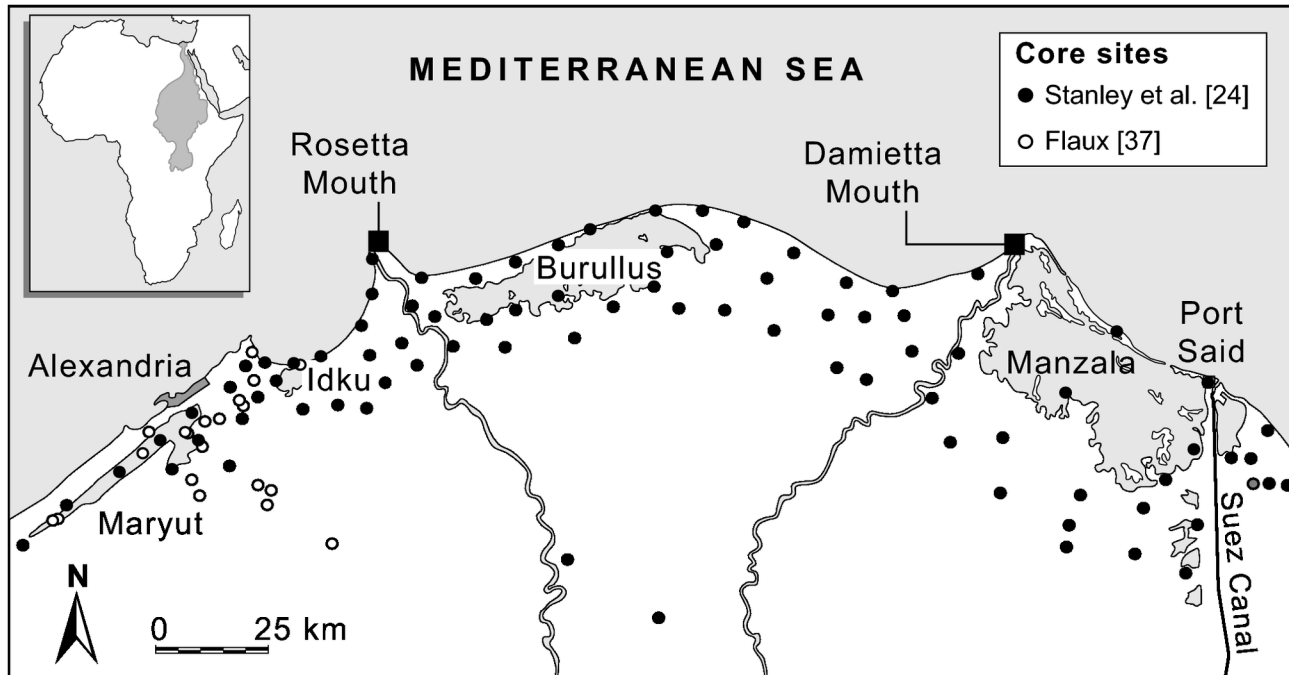 MEDITERRANEAN SEA
Core sites
Stanley et al. [24]
Flaux [37]
Rosetta
Mouth
Damietta
Mouth
Burullus
Alexandria
Idku
Manzala
Port
Said
Maryut
Suez Canal
N
0 25 km